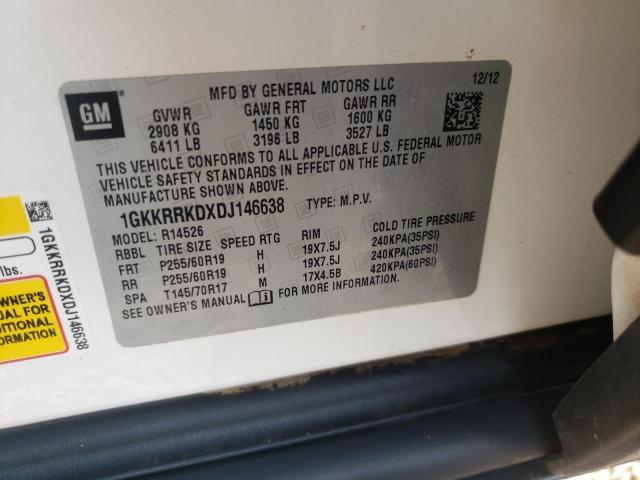 MFD BY GENERAL MOTORS LLC 12/12
GM
GVWR GAWR FRT GAWR RR
2908 KG 1450 KG 1600 KG
6411 LB 3196 LB 3527 LB
THIS VEHICLE CONFORMS TO ALL APPLICABLE U.S. FEDERAL MOTOR
VEHICLE SAFETY STANDARDS IN EFFECT ON THE DATE OF
MANUFACTURE SHOWN ABOVE.
1GKKRRKDXDJ146638 TYPE: M.P.V.
MODEL: R14526
RBBL TIRE SIZE SPEED RTG RIM COLD TIRE PRESSURE
FRT P255/60R19 H 19X7.5J 240KPA(35PSI)
RR P255/60R19 H 19X7.5J 240KPA(35PSI)
SPA T145/70R17 M 17X4.5B 420KPA(60PSI)
SEE OWNER'S MANUAL FOR MORE INFORMATION.
1GKKRRKDXDJ146638
lbs.
OWNER'S
FOR